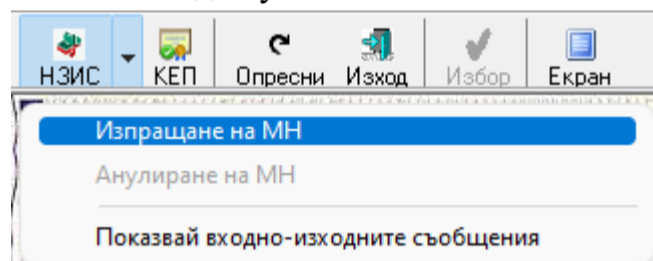 НЗИС КЕП Опресни Изход Избор Екран
Изпращане на МН
Анулиране на МН
Показвай входно-изходните съобщения